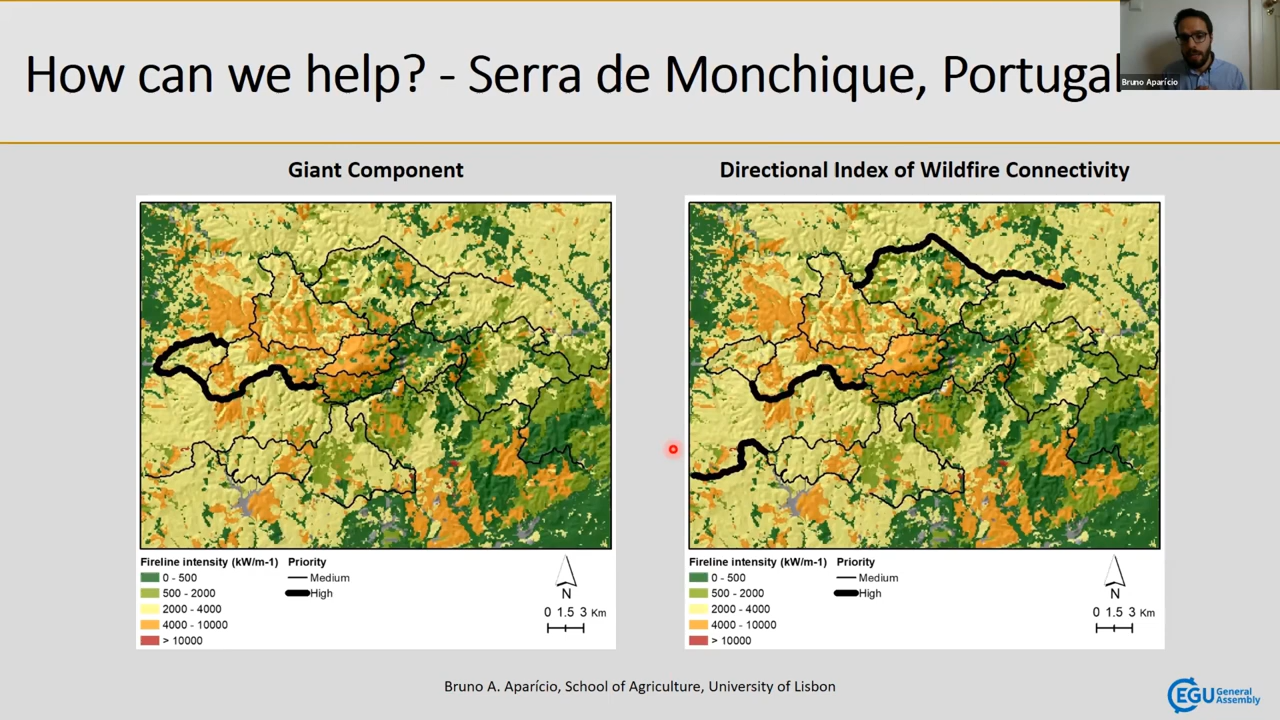 How can we help? - Serra de Monchique, Portugal
Bruno Aparício
Giant Component
Directional Index of Wildfire Connectivity
Fireline intensity (kW/m-1)
0 - 500
500 - 2000
2000 - 4000
4000 - 10000
> 10000
Priority
Medium
High
N
0 1.5 3 Km
Fireline intensity (kW/m-1)
0 - 500
500 - 2000
2000 - 4000
4000 - 10000
> 10000
Priority
Medium
High
N
0 1.5 3 Km
Bruno A. Aparício, School of Agriculture, University of Lisbon
EGU General
Assembly